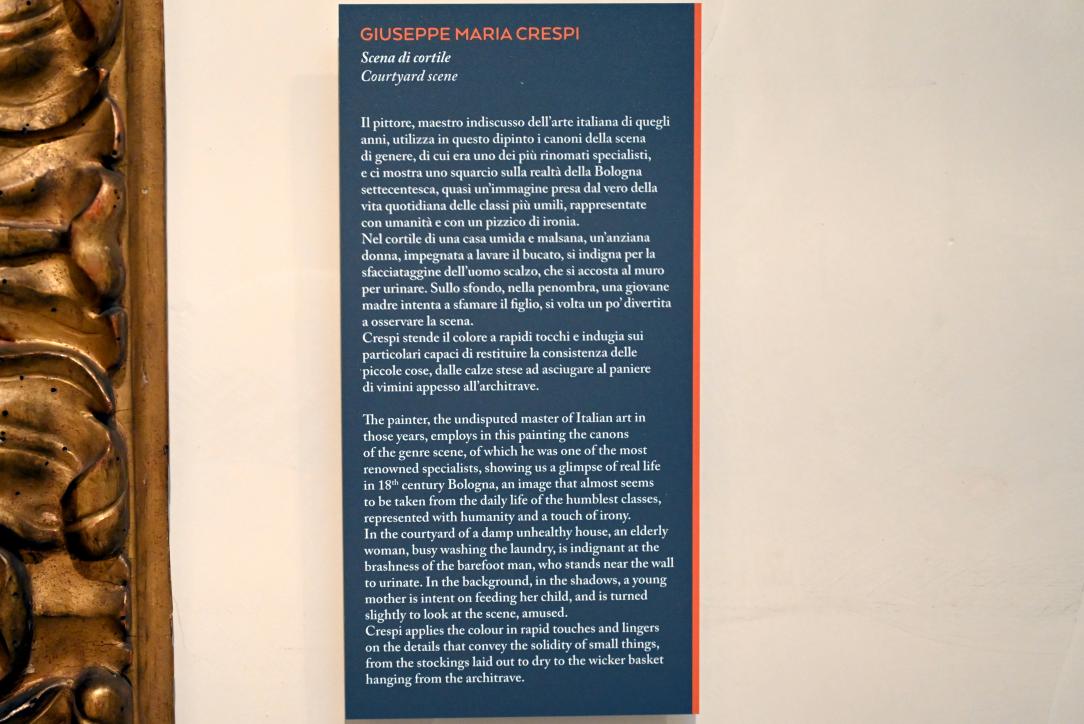 GIUSEPPE MARIA CRESPI
Scena di cortile
Courtyard scene
Il pittore, maestro indiscusso dell'arte italiana di quegli
anni, utilizza in questo dipinto i canoni della scena
di genere, di cui era uno dei più rinomati specialisti,
e ci mostra uno squarcio sulla realtà della Bologna
settecentesca, quasi un'immagine presa dal vero della
vita quotidiana delle classi più umili, rappresentate
con umanità e con un pizzico di ironia.
Nel cortile di una casa umida e malsana, un'anziana
donna, impegnata a lavare il bucato, si indigna per la
sfacciataggine dell'uomo scalzo, che si accosta al muro
per urinare. Sullo sfondo, nella penombra, una giovane
madre intenta a sfamare il figlio, si volta un po' divertita
a osservare la scena.
Crespi stende il colore a rapidi tocchi e indugia sui
particolari capaci di restituire la consistenza delle
piccole cose, dalle calze stese ad asciugare al paniere
di vimini appesso all'architrave.
The painter, the undisputed master of Italian art in
those years, employs in this painting the canons
of the genre scene, of which he was one of the most
renowned specialists, showing us a glimpse of real life
in 18th century Bologna, an image that almost seems
to be taken from the daily life of the humblest classes,
represented with humanity and a touch of irony.
In the courtyard of a damp unhealthy house, an elderly
woman, busy washing the laundry, is indignant at the
brashness of the barefoot man, who stands near the wall
to urinate. In the background, in the shadows, a young
mother is intent on feeding her child, and is turned
slightly to look at the scene, amused.
Crespi applies the colour in rapid touches and lingers
on the details that convey the solidity of small things,
from the stockings laid out to dry to the wicker basket
hanging from the architrave.